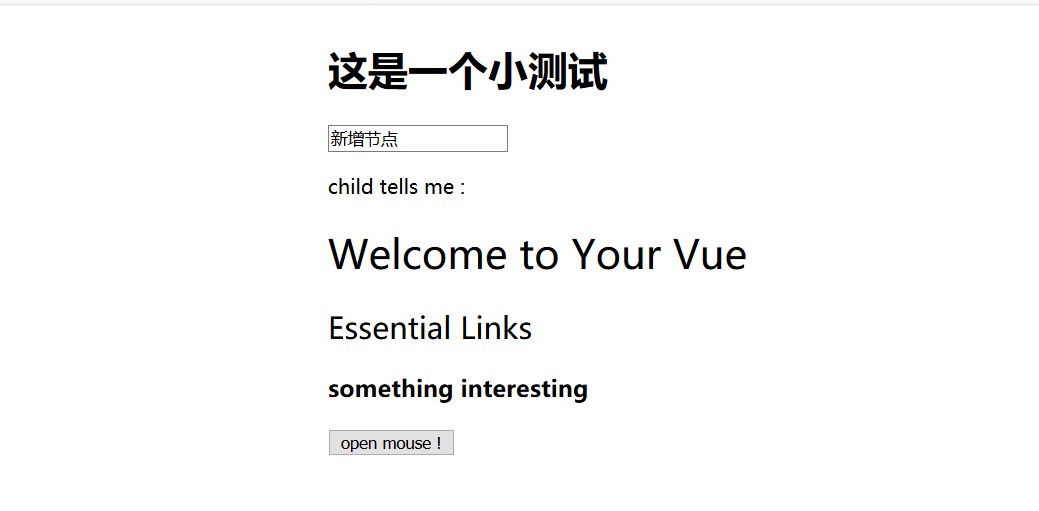 这是一个小测试
新增节点
child tells me :
Welcome to Your Vue
Essential Links
something interesting
open mouse !